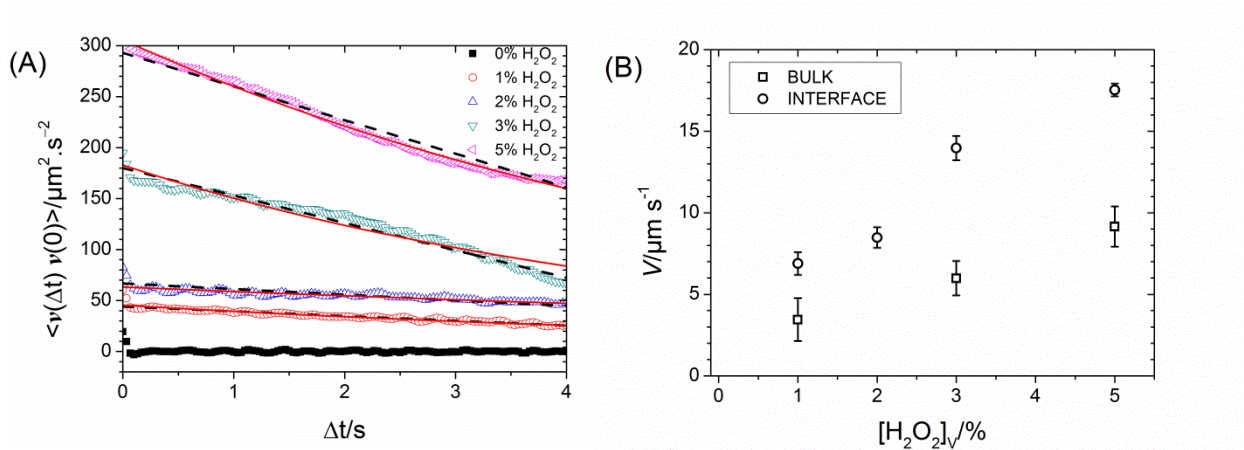 (A)
<v(Δt) v(0)>/µm².s⁻²
300
250
200
150
100
50
0
0% H₂O₂
1% H₂O₂
2% H₂O₂
3% H₂O₂
5% H₂O₂
0 1 2 3 4
Δt/s
(B)
V/µm s⁻¹
20
15
10
5
0
BULK
INTERFACE
0 1 2 3 4 5
[H₂O₂]ᵥ/%